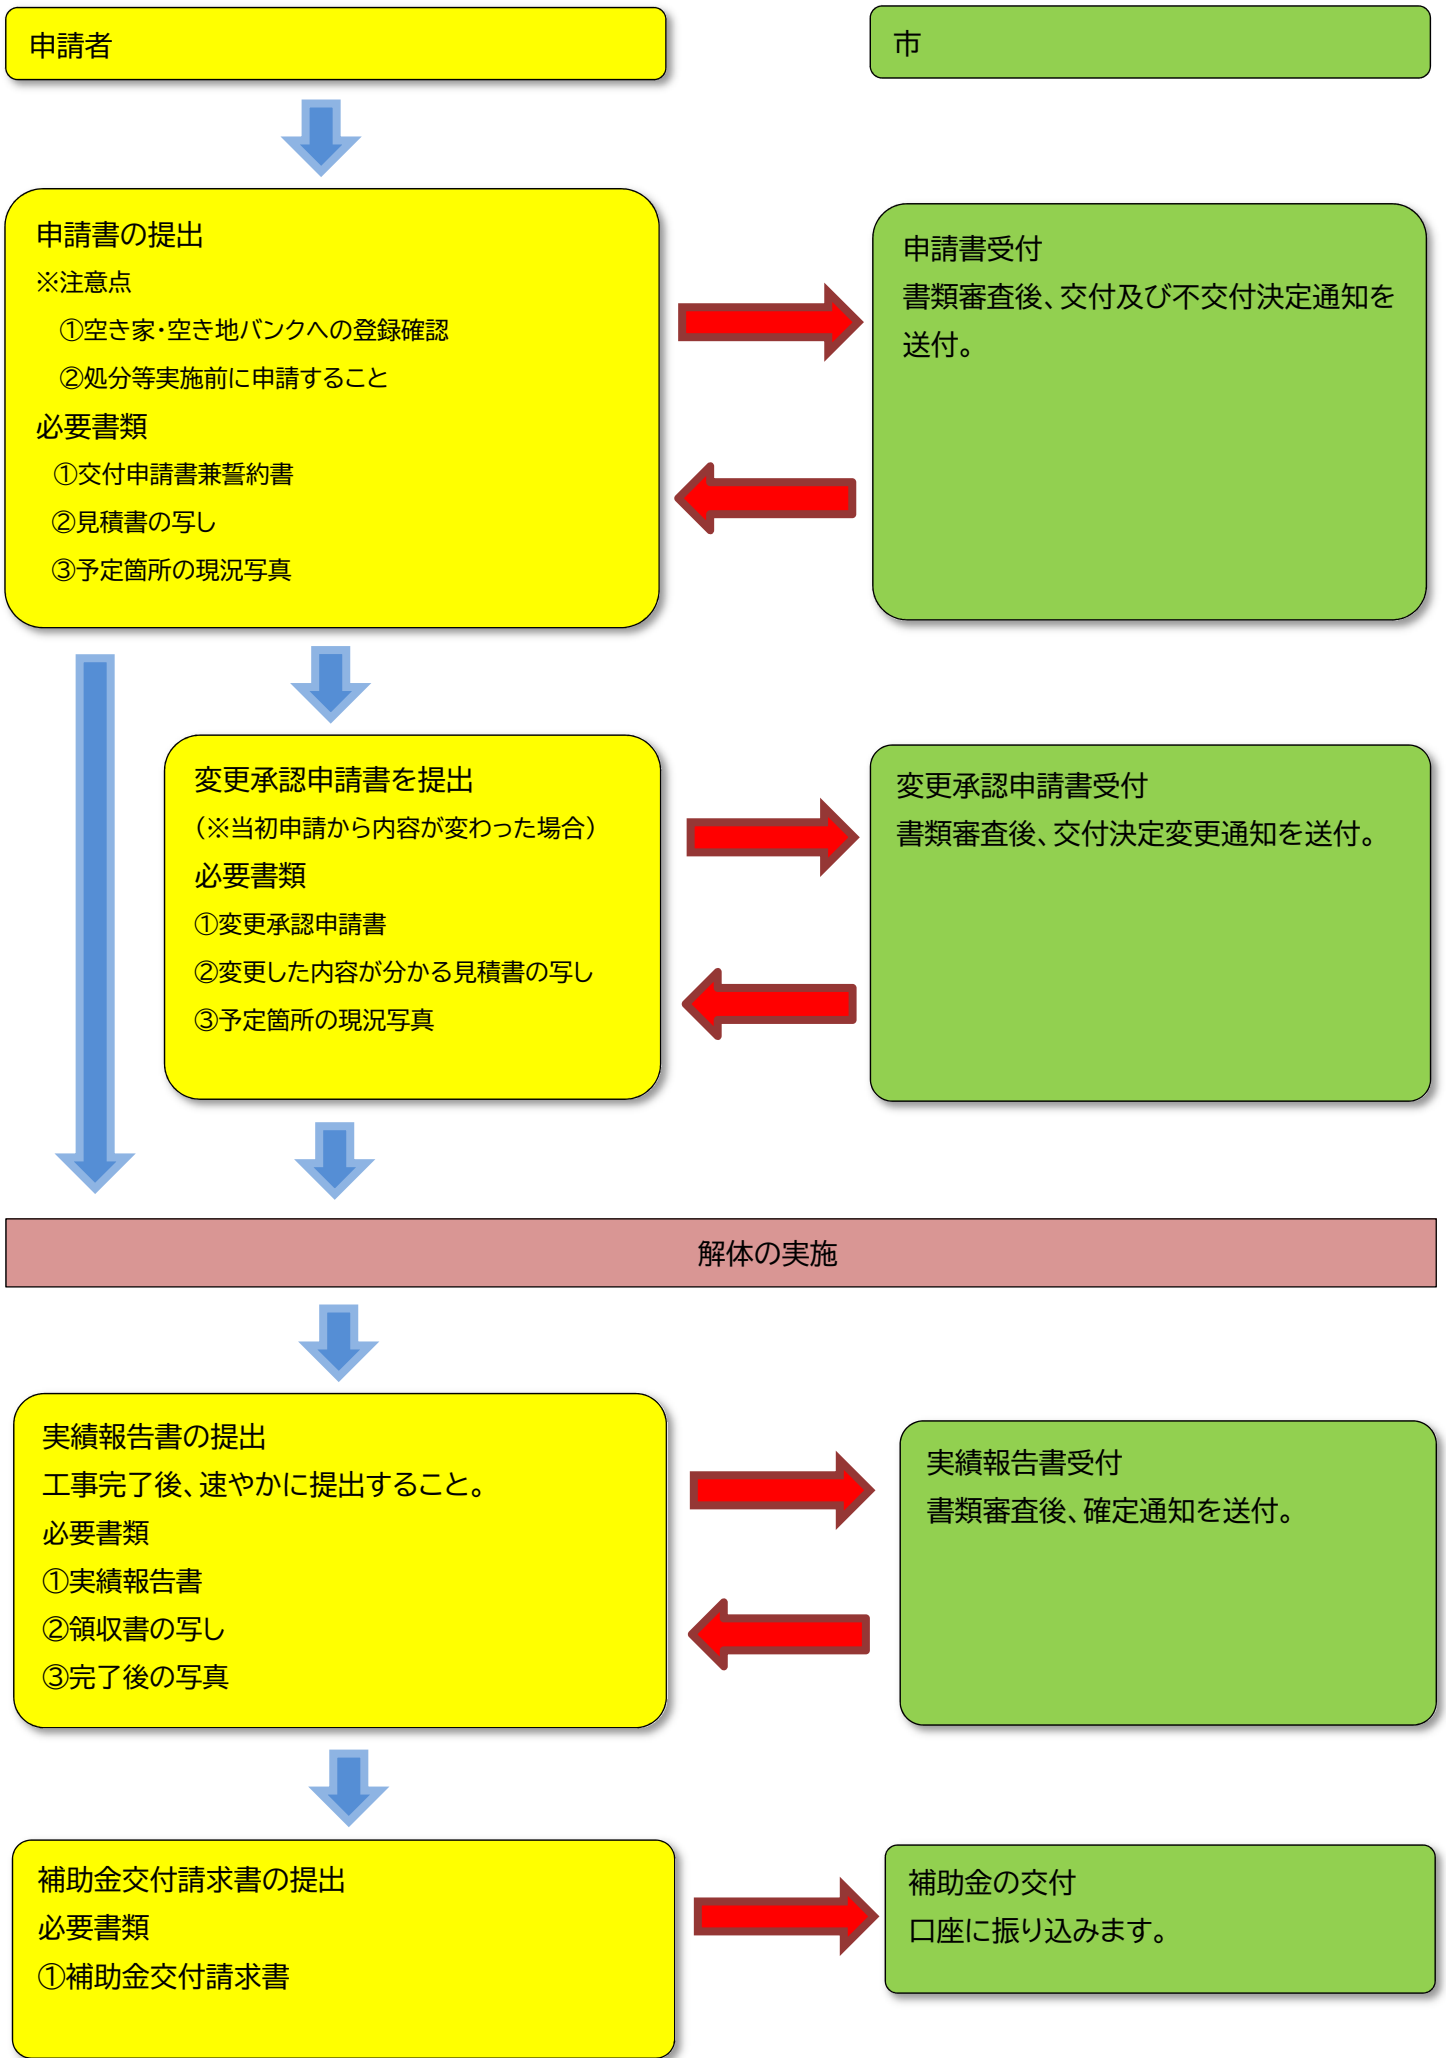 申請者
市
申請書の提出
※注意点
①空き家・空き地バンクへの登録確認
②処分等実施前に申請すること
必要書類
①交付申請書兼誓約書
②見積書の写し
③予定箇所の現況写真
申請書受付
書類審査後、交付及び不交付決定通知を
送付。
変更承認申請書を提出
（※当初申請から内容が変わった場合）
必要書類
①変更承認申請書
②変更した内容が分かる見積書の写し
③予定箇所の現況写真
変更承認申請書受付
書類審査後、交付決定変更通知を送付。
解体の実施
実績報告書の提出
工事完了後、速やかに提出すること。
必要書類
①実績報告書
②領収書の写し
③完了後の写真
実績報告書受付
書類審査後、確定通知を送付。
補助金交付請求書の提出
必要書類
①補助金交付請求書
補助金の交付
口座に振り込みます。